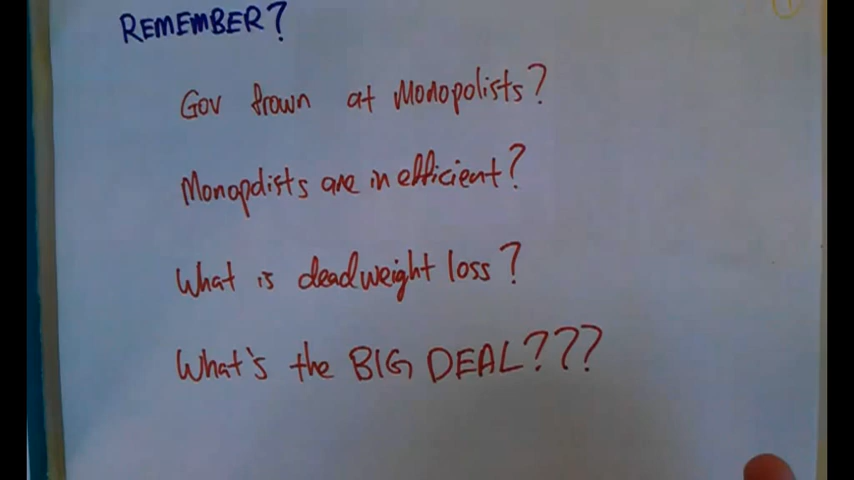 REMEMBER?
Gov frown at Monopolists?
Monopolists are inefficient?
What is deadweight loss?
What's the BIG DEAL???